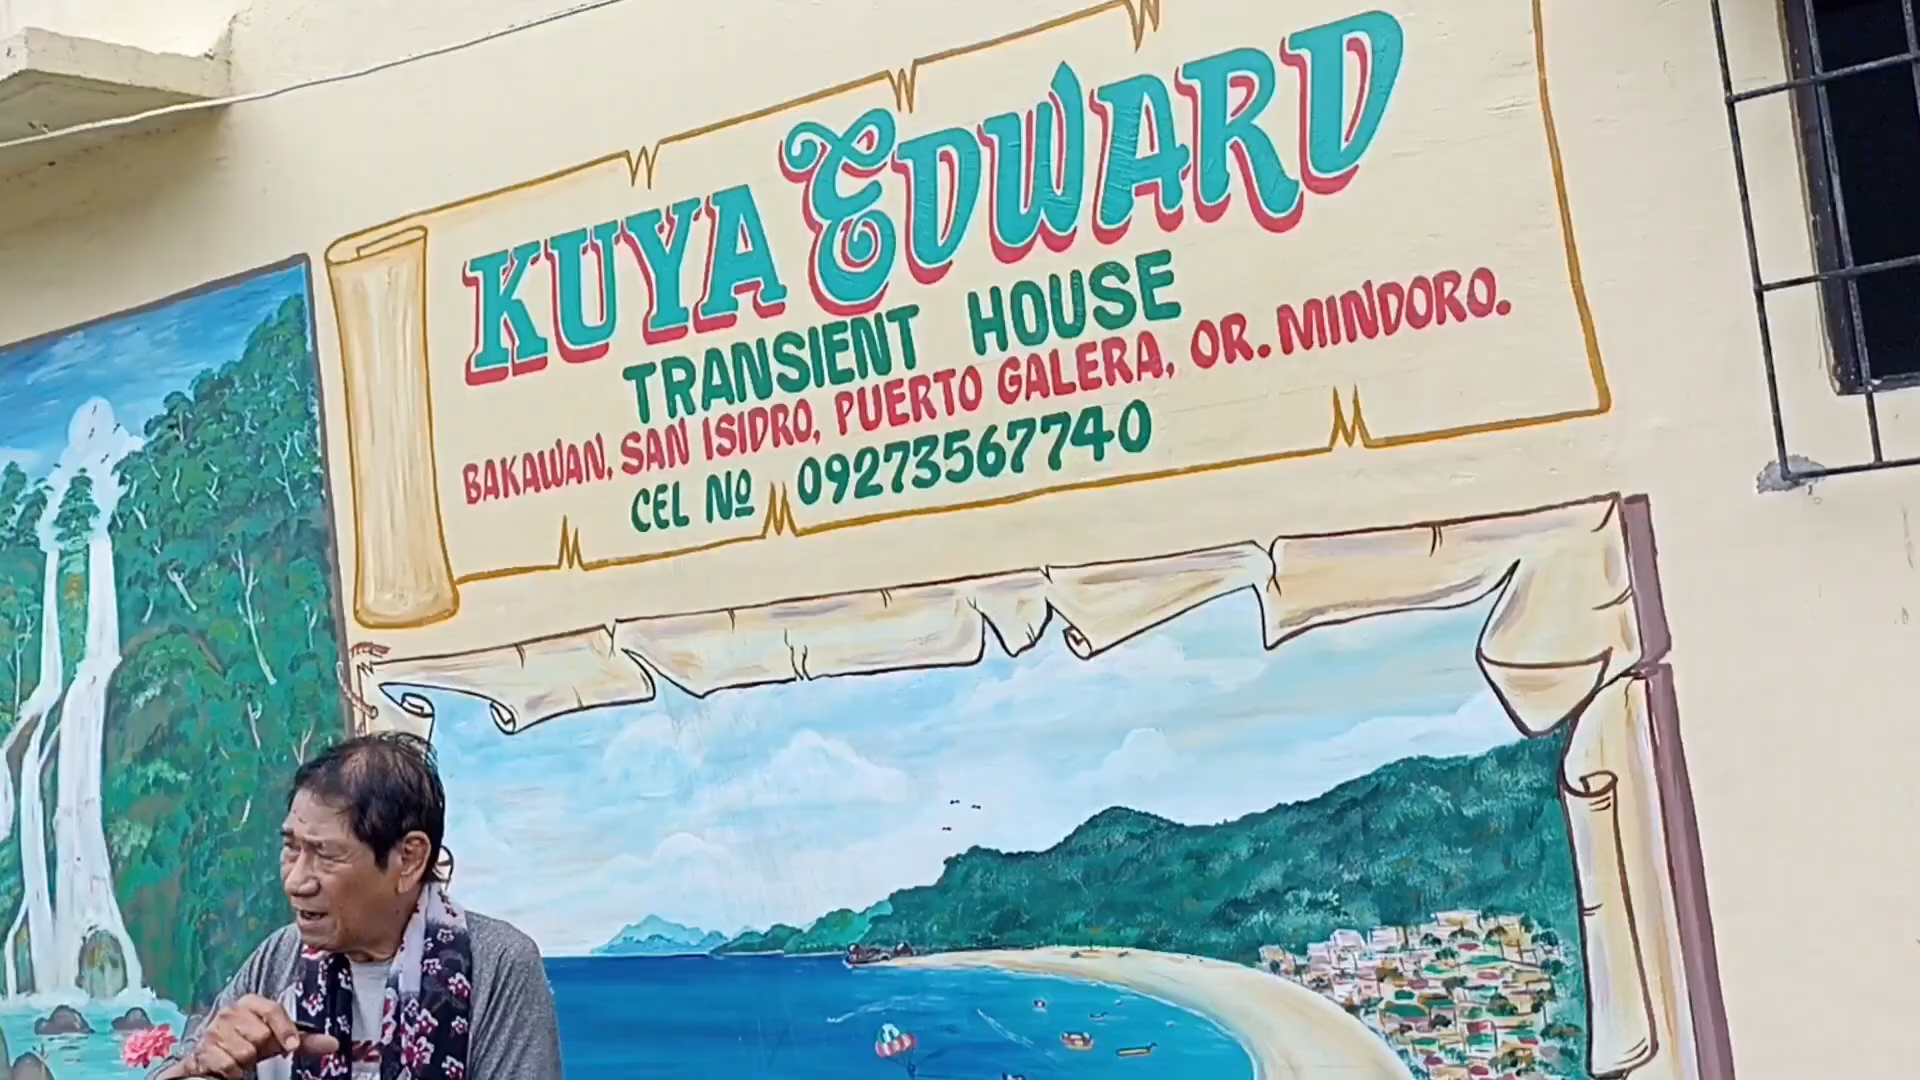 KUYA EDWARD
TRANSIENT HOUSE
BAKAWAN, SAN ISIDRO, PUERTO GALERA, OR. MINDORO.
CEL Nº 09273567740